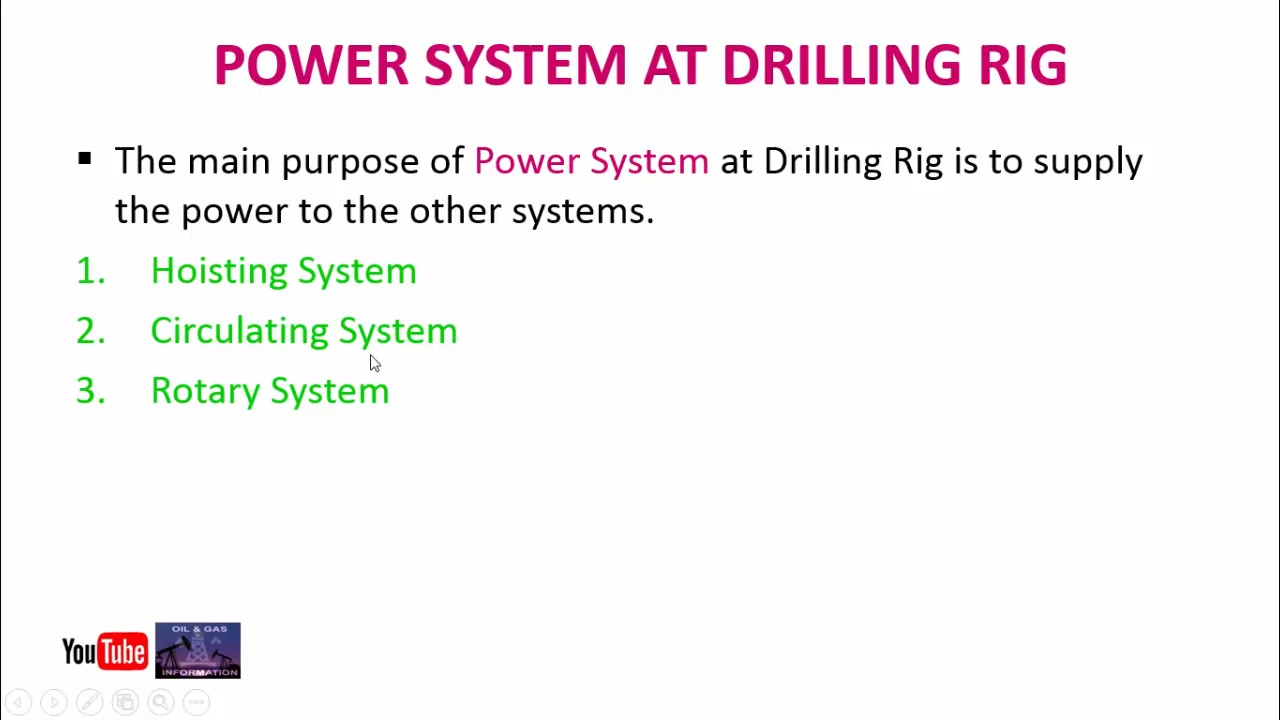 POWER SYSTEM AT DRILLING RIG
▪ The main purpose of Power System at Drilling Rig is to supply
the power to the other systems.
1. Hoisting System
2. Circulating System
3. Rotary System
YouTube
OIL & GAS
INFORMATION